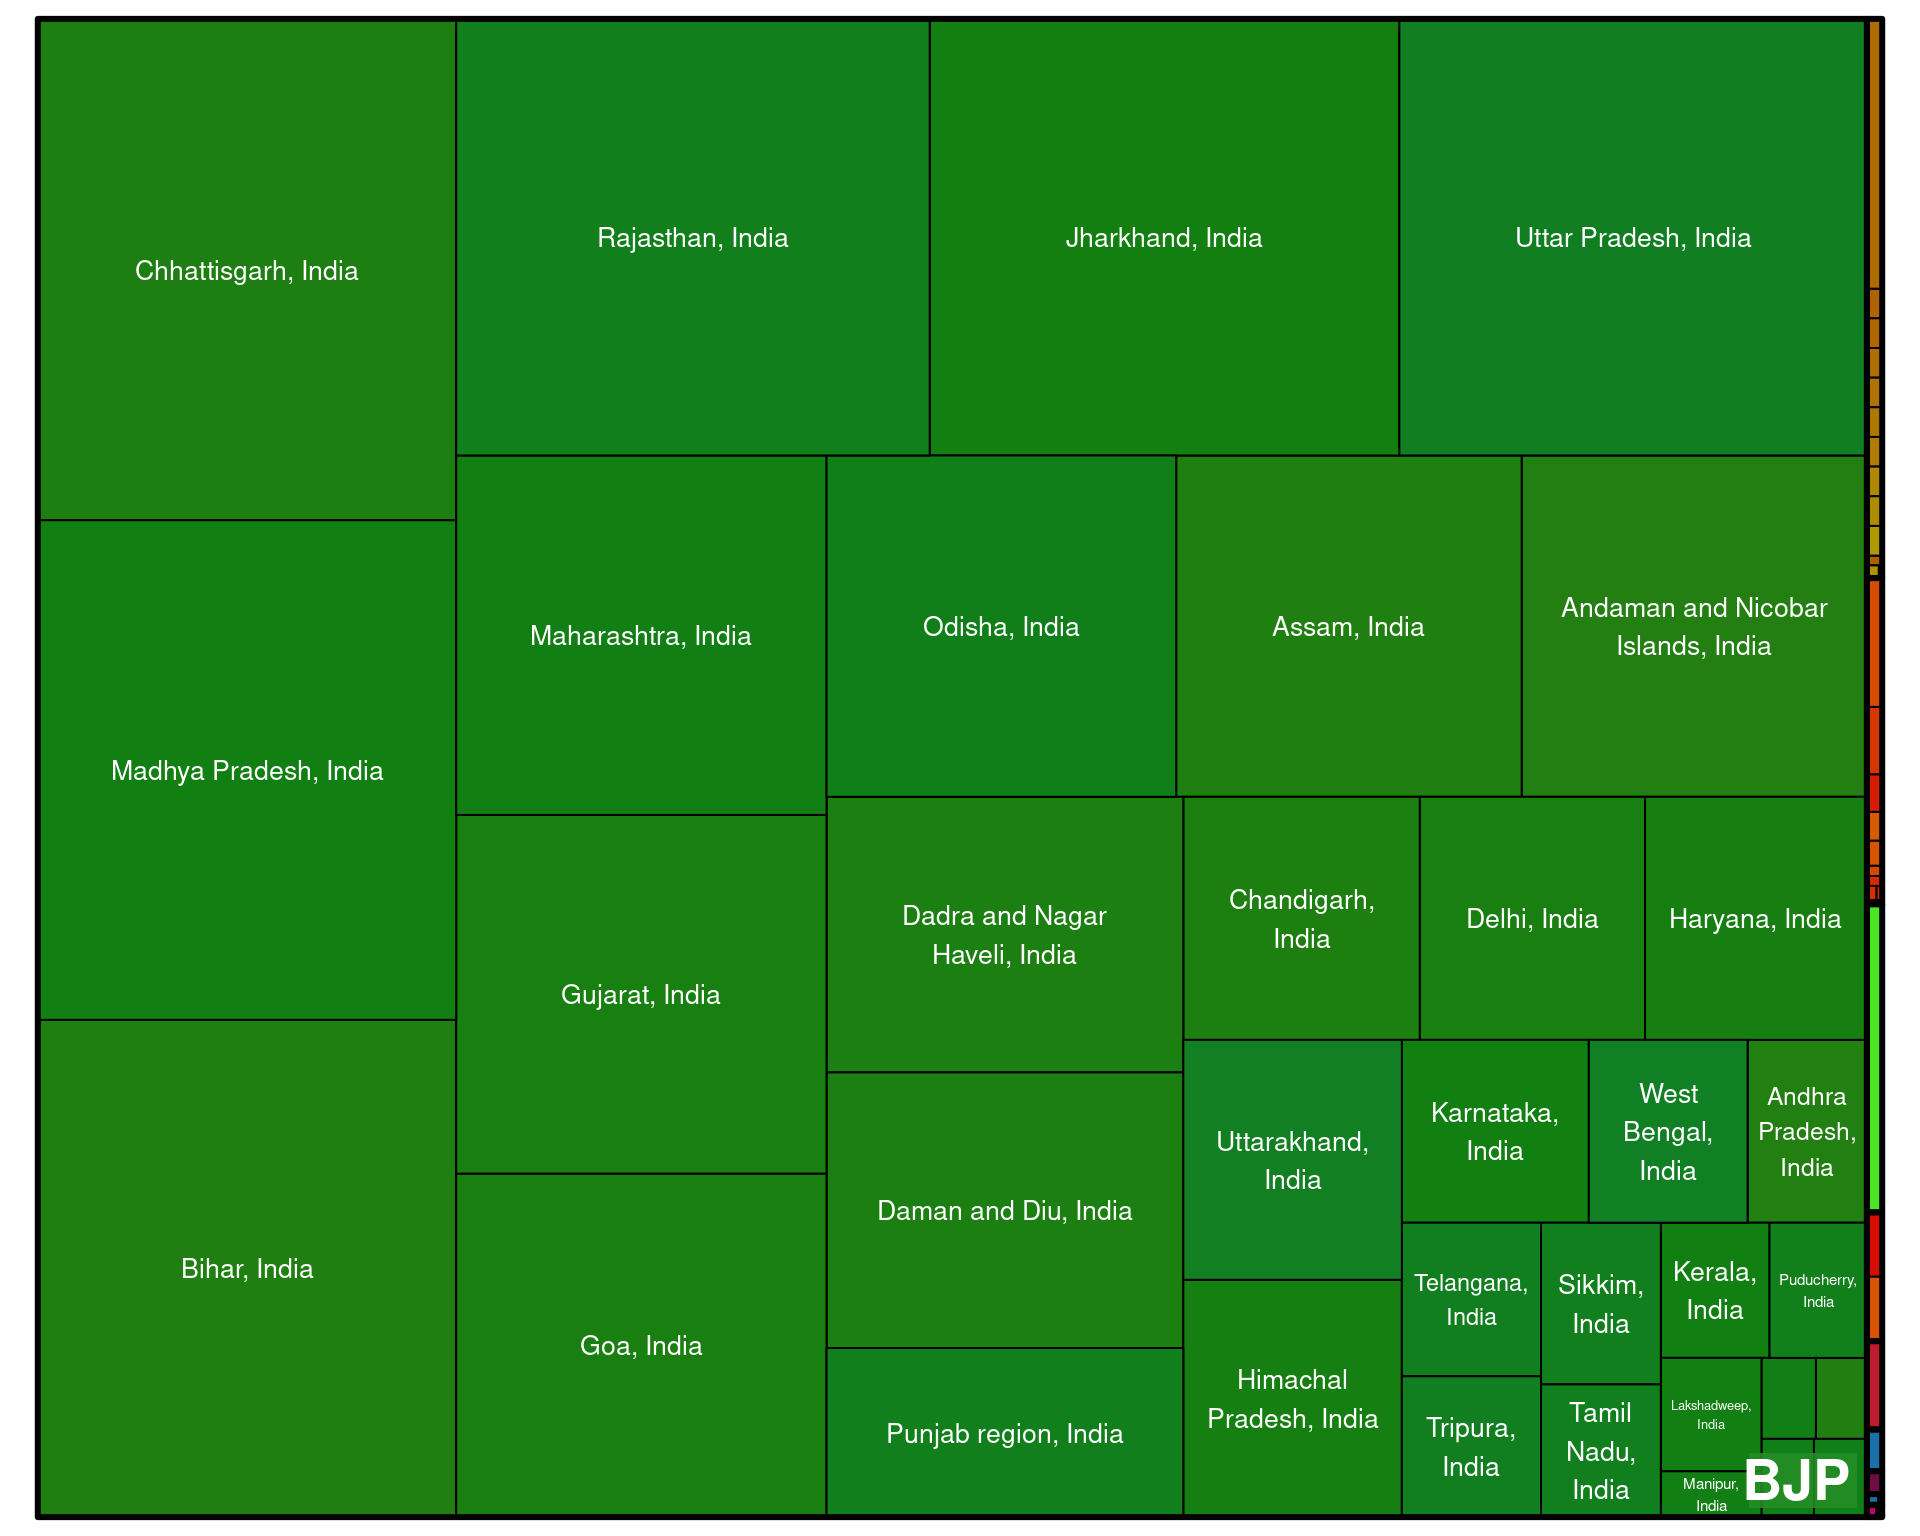 Chhattisgarh, India
Rajasthan, India
Jharkhand, India
Uttar Pradesh, India
Madhya Pradesh, India
Maharashtra, India
Odisha, India
Assam, India
Andaman and Nicobar
Islands, India
Gujarat, India
Dadra and Nagar
Haveli, India
Chandigarh,
India
Delhi, India
Haryana, India
Bihar, India
Goa, India
Daman and Diu, India
Punjab region, India
Uttarakhand,
India
Himachal
Pradesh, India
Karnataka,
India
West
Bengal,
India
Andhra
Pradesh,
India
Telangana,
India
Sikkim,
India
Kerala,
India
Puducherry,
India
Tripura,
India
Tamil
Nadu,
India
Lakshadweep,
India
Manipur,
India
BJP